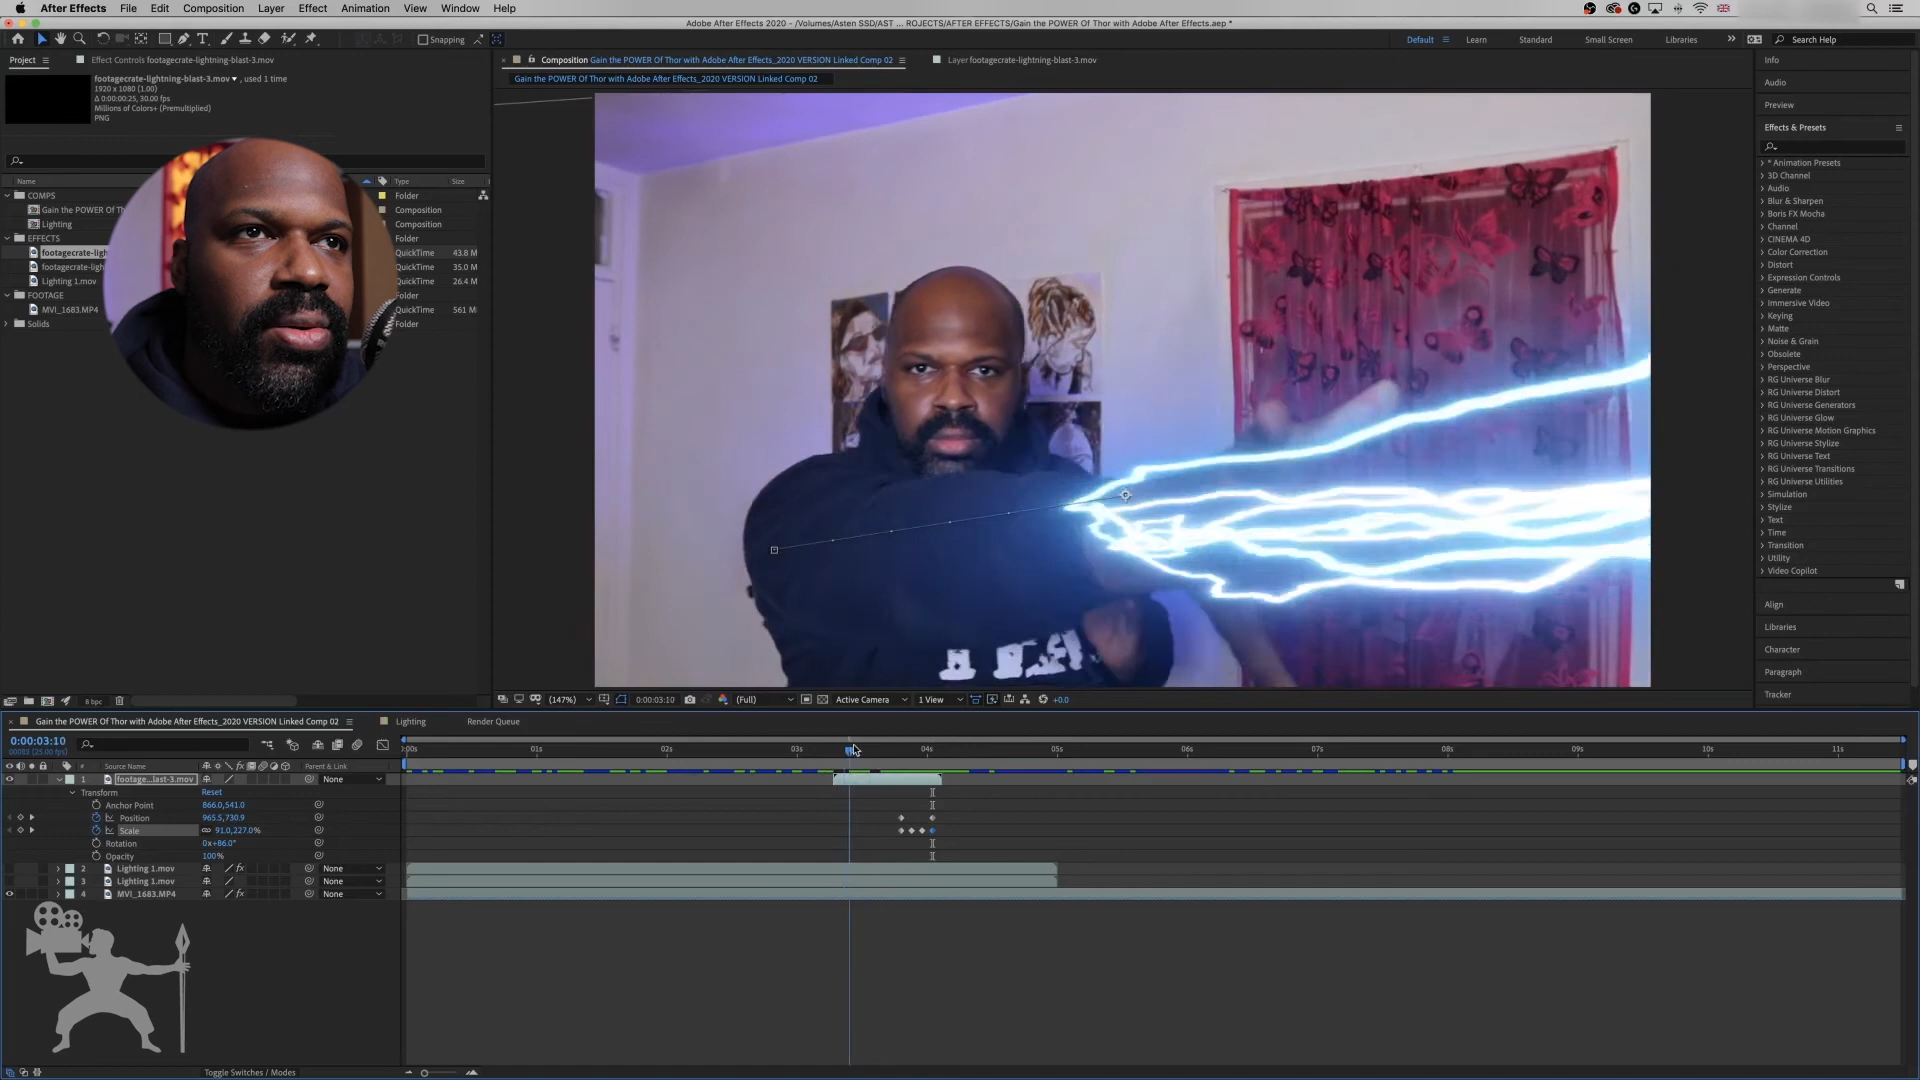 After Effects File Edit Composition Layer Effect Animation View Window Help
Adobe After Effects 2020 - /Volumes/Asten SSD/AST ... ROJECTS/AFTER EFFECTS/Gain the POWER Of Thor with Adobe After Effects.aep *
Snapping Default Learn Standard Small Screen Libraries Search Help
Project Effect Controls footagecrate-lightning-blast-3.mov
Composition Gain the POWER Of Thor with Adobe After Effects_2020 VERSION Linked Comp 02
Layer footagecrate-lightning-blast-3.mov
Gain the POWER Of Thor with Adobe After Effects_2020 VERSION Linked Comp 02
footagecrate-lightning-blast-3.mov , used 1 time
1920 x 1080 (1.00)
Δ 0:00:00:25, 30.00 fps
Millions of Colors+ (Premultiplied)
PNG
Name Type Size
COMPS Folder
Gain the POWER Of Th Composition
Lighting Composition
EFFECTS Folder
footagecrate-ligh QuickTime 43.8 M
footagecrate-ligh QuickTime 35.0 M
Lighting 1.mov QuickTime 26.4 M
FOOTAGE Folder
MVI_1683.MP4 QuickTime 561 M
Solids Folder
8 bpc
(147%) 0:00:03:10 (Full) Active Camera 1 View +0.0
Info
Audio
Preview
Effects & Presets
* Animation Presets
3D Channel
Audio
Blur & Sharpen
Boris FX Mocha
Channel
CINEMA 4D
Color Correction
Distort
Expression Controls
Generate
Immersive Video
Keying
Matte
Noise & Grain
Obsolete
Perspective
RG Universe Blur
RG Universe Distort
RG Universe Generators
RG Universe Glow
RG Universe Motion Graphics
RG Universe Stylize
RG Universe Text
RG Universe Transitions
RG Universe Utilities
Simulation
Stylize
Text
Time
Transition
Utility
Video Copilot
Align
Libraries
Character
Paragraph
Tracker
Gain the POWER Of Thor with Adobe After Effects_2020 VERSION Linked Comp 02 Lighting Render Queue
0:00:03:10
(25.00 fps)
:00s 01s 02s 03s 04s 05s 06s 07s 08s 09s 10s 11s
# Source Name Parent & Link
1 footage...last-3.mov None
Transform Reset
Anchor Point 866.0,541.0
Position 965.5,730.9
Scale 91.0,227.0%
Rotation 0x+86.0°
Opacity 100%
2 Lighting 1.mov fx None
3 Lighting 1.mov None
4 MVI_1683.MP4 fx None
Toggle Switches / Modes